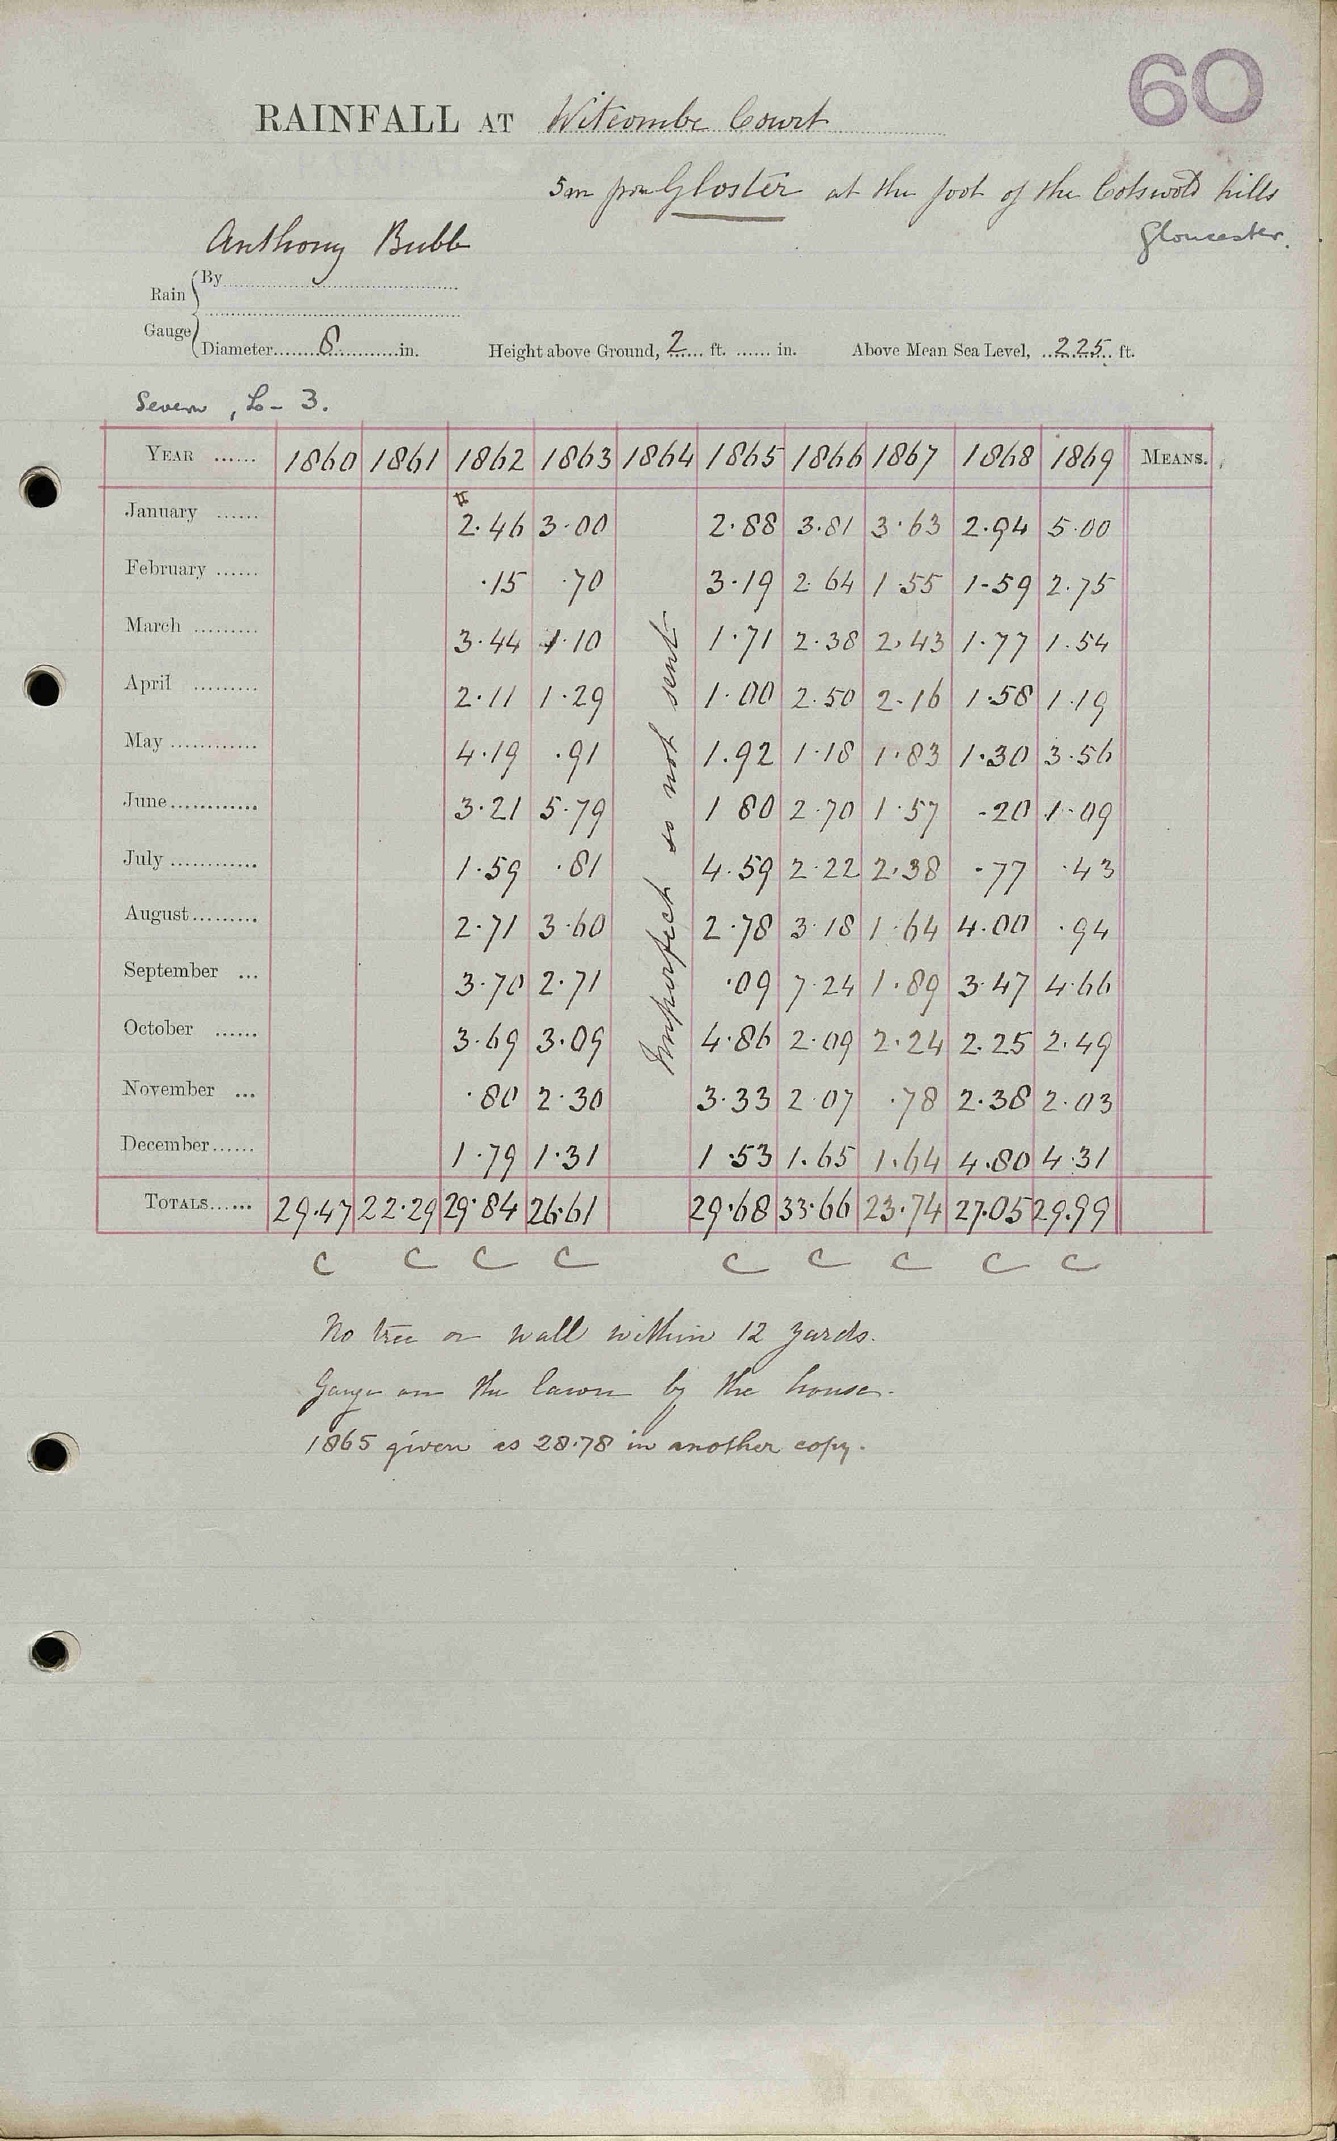 60
RAINFALL AT Witcombe Court
5m from Gloster at the foot of the Cotswold hills
Gloucester.
Anthony Bubb
Rain Gauge { By
Diameter 8 in. Height above Ground, 2 ft. in. Above Mean Sea Level, 225 ft.
Severn, Lo- 3.
YEAR 1860 1861 1862 1863 1864 1865 1866 1867 1868 1869 MEANS.
January 2.46 3.00 2.88 3.81 3.63 2.94 5.00
February .15 .70 3.19 2.64 1.55 1.59 2.75
March 3.44 1.10 1.71 2.38 2.43 1.77 1.54
April 2.11 1.29 1.00 2.50 2.16 1.58 1.19
May 4.19 .91 1.92 1.18 1.83 1.30 3.56
June 3.21 5.79 1 80 2.70 1.57 .20 1.09
July 1.59 .81 4.59 2.22 2.38 .77 .43
August 2.71 3.60 2.78 3.18 1.64 4.00 .94
September 3.70 2.71 .09 7.24 1.89 3.47 4.66
October 3.69 3.09 4.86 2.09 2.24 2.25 2.49
November .80 2.30 3.33 2.07 .78 2.38 2.03
December 1.79 1.31 1.53 1.65 1.64 4.80 4.31
Imperfect so not sent
TOTALS 29.47 22.29 29.84 26.61 29.68 33.66 23.74 27.05 29.99
C C C C C C C C C
No tree or wall within 12 yards.
Gauge on the lawn by the house.
1865 given as 28.78 in another copy.